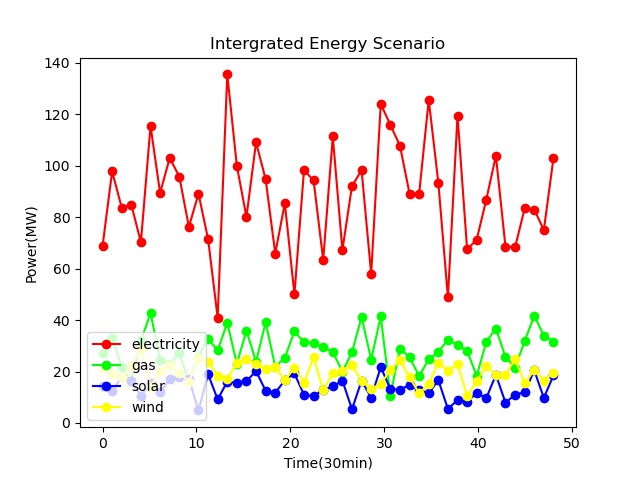 Intergrated Energy Scenario
140
120
100
80
60
40
20
0
Power(MW)
electricity
gas
solar
wind
0 10 20 30 40 50
Time(30min)